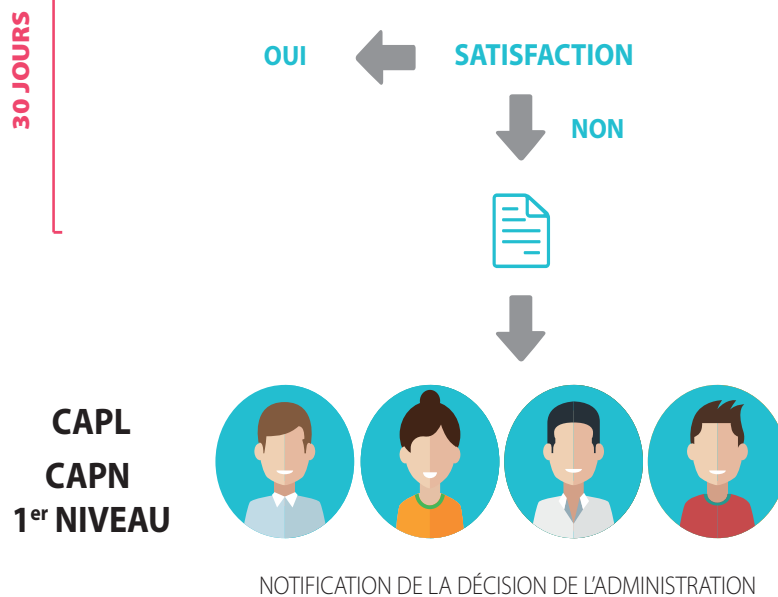 30 JOURS
OUI
SATISFACTION
NON
CAPL
CAPN
1er NIVEAU
NOTIFICATION DE LA DÉCISION DE L'ADMINISTRATION